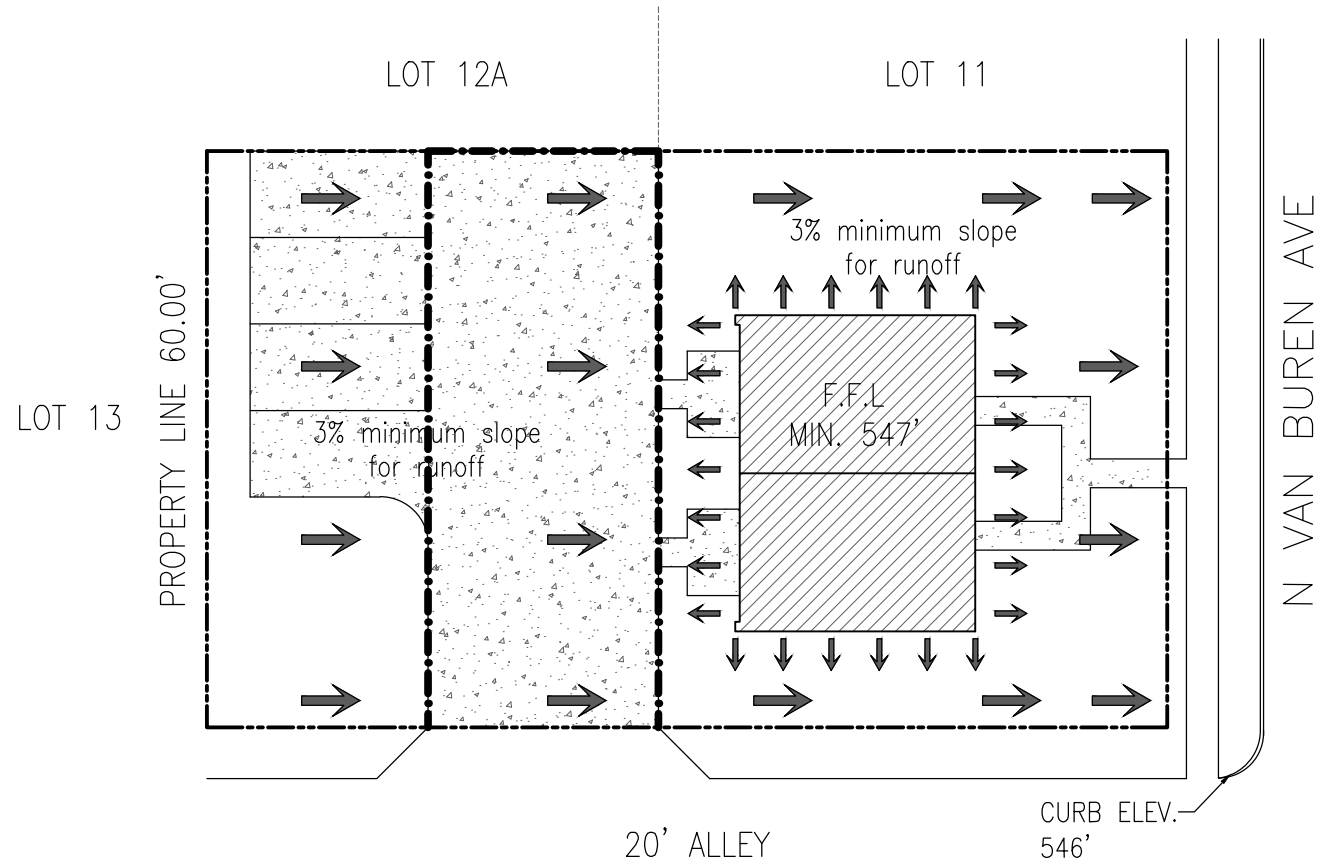 LOT 12A
LOT 11
3% minimum slope
for runoff
LOT 13
PROPERTY LINE 60.00'
3% minimum slope
for runoff
F.F.L
MIN. 547'
N VAN BUREN AVE
20' ALLEY
CURB ELEV.
546'